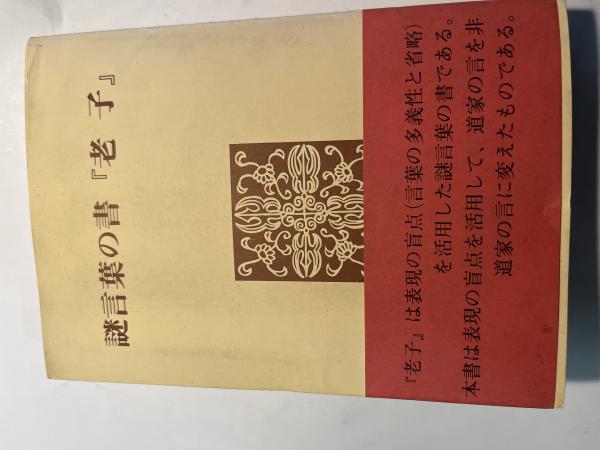 謎言葉の書『老子』
『老子』は表現の盲点(言葉の多義性と省略)
を活用した謎言葉の書である。
本書は表現の盲点を活用して、道家の言を非
道家の言に変えたものである。